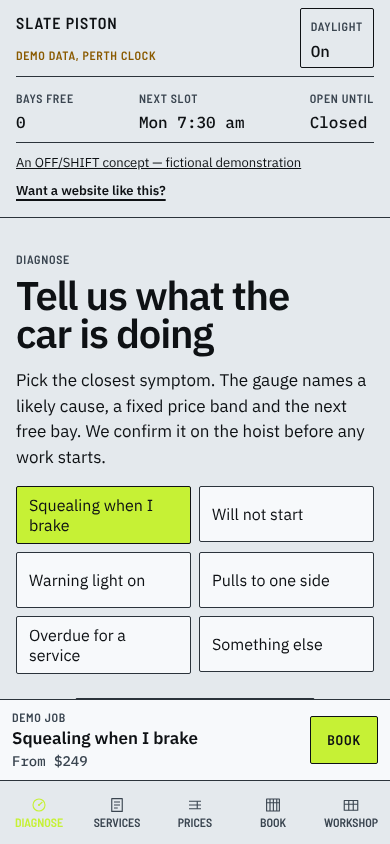 SLATE PISTON
DEMO DATA, PERTH CLOCK
DAYLIGHT
On
BAYS FREE
0
NEXT SLOT
Mon 7:30 am
OPEN UNTIL
Closed
An OFF/SHIFT concept — fictional demonstration
Want a website like this?
DIAGNOSE
Tell us what the
car is doing
Pick the closest symptom. The gauge names a
likely cause, a fixed price band and the next
free bay. We confirm it on the hoist before any
work starts.
Squealing when I
brake
Will not start
Warning light on
Pulls to one side
Overdue for a
service
Something else
DEMO JOB
Squealing when I brake
From $249
BOOK
DIAGNOSE
SERVICES
PRICES
BOOK
WORKSHOP